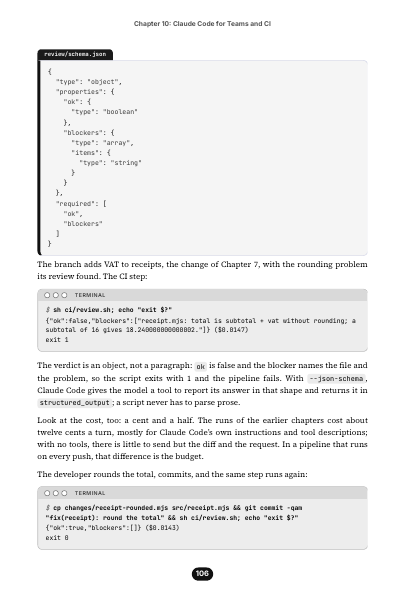 Chapter 10: Claude Code for Teams and CI
review/schema.json
{
  "type": "object",
  "properties": {
    "ok": {
      "type": "boolean"
    },
    "blockers": {
      "type": "array",
      "items": {
        "type": "string"
      }
    }
  },
  "required": [
    "ok",
    "blockers"
  ]
}
The branch adds VAT to receipts, the change of Chapter 7, with the rounding problem
its review found. The CI step:
TERMINAL
$ sh ci/review.sh; echo "exit $?"
{"ok":false,"blockers":["receipt.mjs: total is subtotal + vat without rounding; a
subtotal of 16 gives 18.240000000000002."]} ($0.0147)
exit 1
The verdict is an object, not a paragraph: ok is false and the blocker names the file and
the problem, so the script exits with 1 and the pipeline fails. With --json-schema,
Claude Code gives the model a tool to report its answer in that shape and returns it in
structured_output; a script never has to parse prose.
Look at the cost, too: a cent and a half. The runs of the earlier chapters cost about
twelve cents a turn, mostly for Claude Code's own instructions and tool descriptions;
with no tools, there is little to send but the diff and the request. In a pipeline that runs
on every push, that difference is the budget.
The developer rounds the total, commits, and the same step runs again:
TERMINAL
$ cp changes/receipt-rounded.mjs src/receipt.mjs && git commit -qam
"fix(receipt): round the total" && sh ci/review.sh; echo "exit $?"
{"ok":true,"blockers":[]} ($0.0143)
exit 0
106